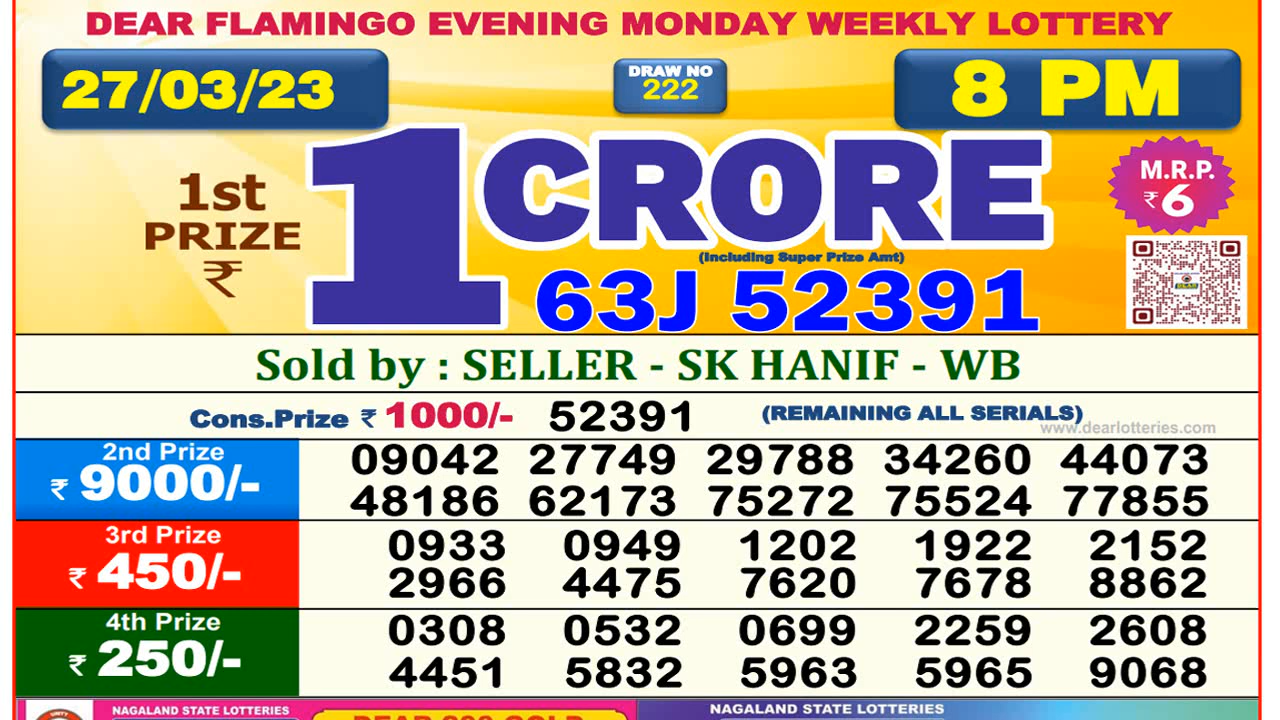 DEAR FLAMINGO EVENING MONDAY WEEKLY LOTTERY
27/03/23
DRAW NO
222
8 PM
1st
PRIZE
₹
1 CRORE
(Including Super Prize Amt)
63J 52391
M.R.P.
₹ 6
DEAR
Sold by : SELLER - SK HANIF - WB
Cons.Prize ₹ 1000/- 52391 (REMAINING ALL SERIALS)
www.dearlotteries.com
2nd Prize
₹ 9000/-
09042 27749 29788 34260 44073
48186 62173 75272 75524 77855
3rd Prize
₹ 450/-
0933 0949 1202 1922 2152
2966 4475 7620 7678 8862
4th Prize
₹ 250/-
0308 0532 0699 2259 2608
4451 5832 5963 5965 9068
NAGALAND STATE LOTTERIES
NAGALAND STATE LOTTERIES